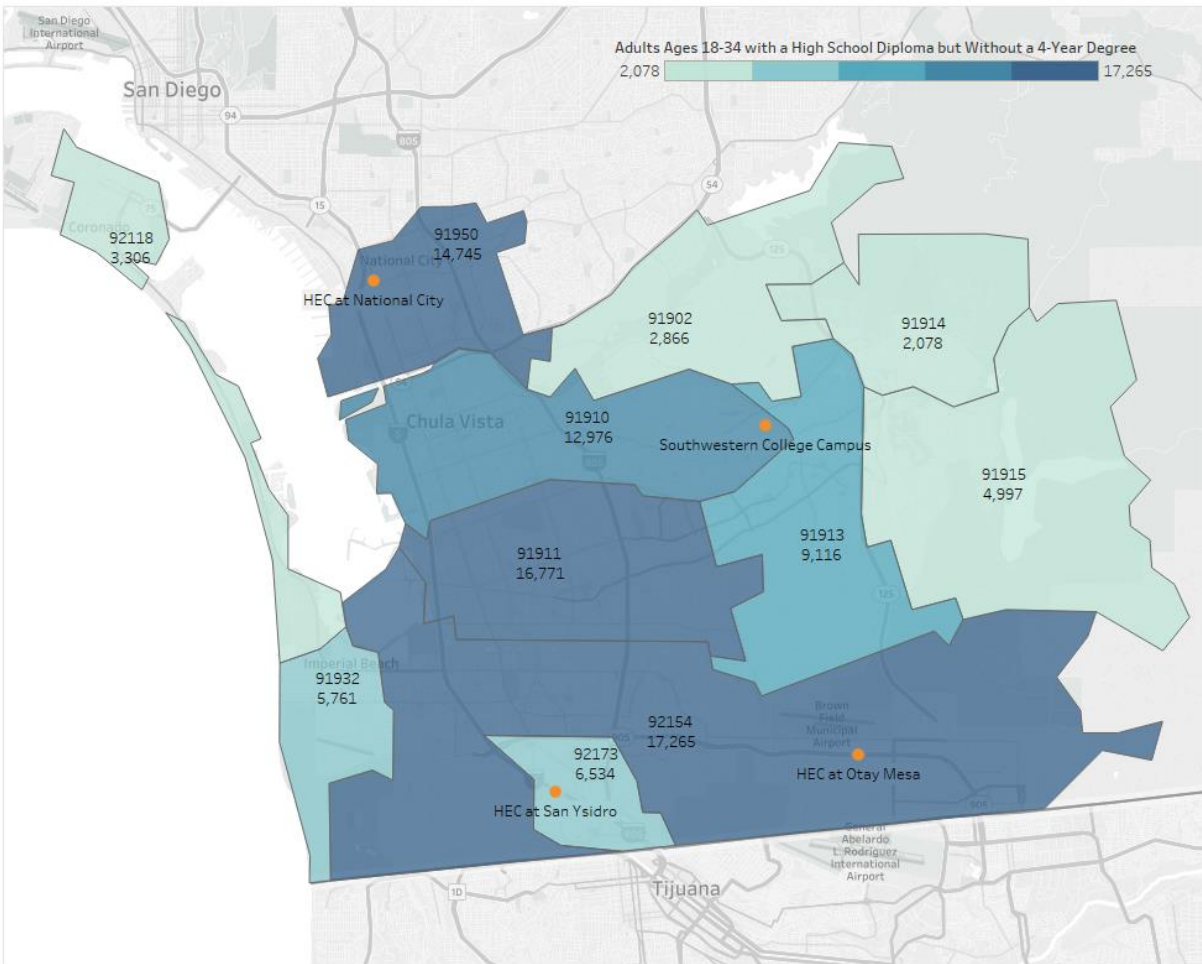 San Diego
International
Airport
Adults Ages 18-34 with a High School Diploma but Without a 4-Year Degree
2,078
17,265
San Diego
94
805
15
54
75
Coronado
92118
3,306
91950
National City
14,745
HEC at National City
125
91902
2,866
91914
2,078
Chula Vista
91910
12,976
Southwestern College Campus
91915
4,997
91913
9,116
91911
16,771
125
Imperial Beach
91932
5,761
92154
17,265
905
Brown
Field
Municipal
Airport
92173
6,534
HEC at Otay Mesa
HEC at San Ysidro
General
Abelardo
L. Rodriguez
International
Airport
1D
Tijuana